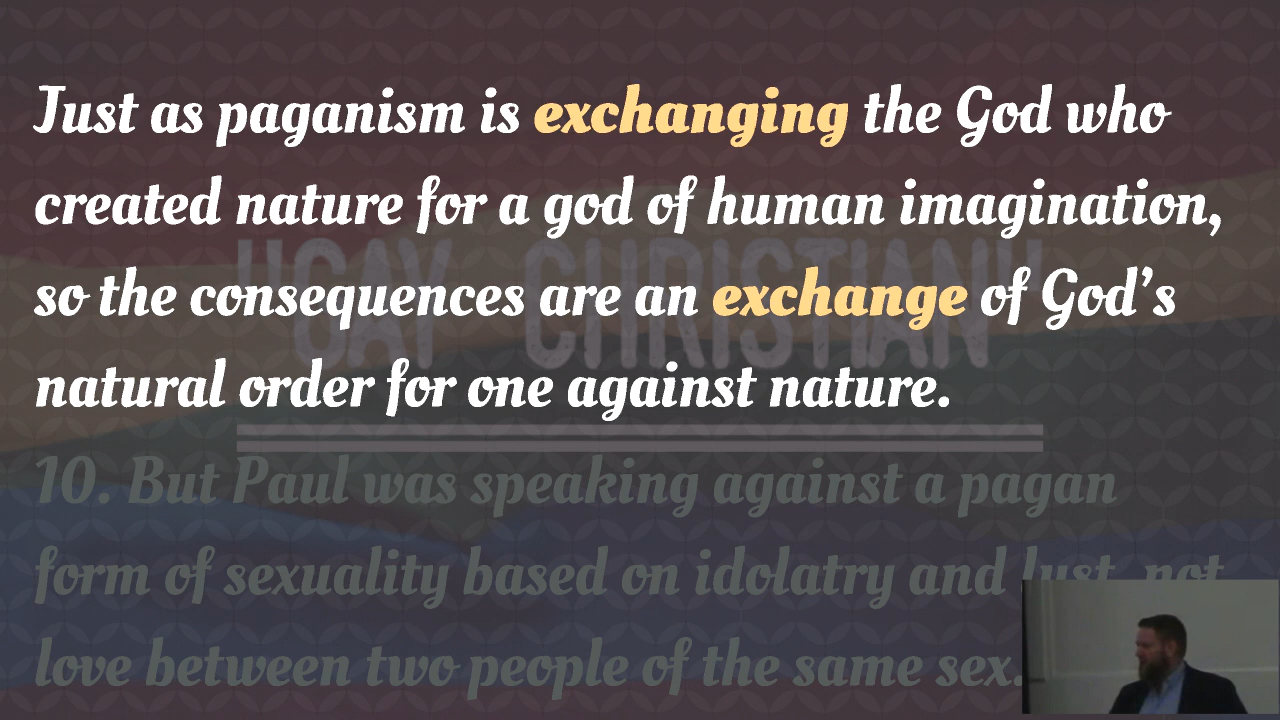 Just as paganism is exchanging the God who
created nature for a god of human imagination,
"GAY CHRISTIAN"
so the consequences are an exchange of God's
natural order for one against nature.
10. But Paul was speaking against a pagan
form of sexuality based on idolatry and lust, not
love between two people of the same sex.